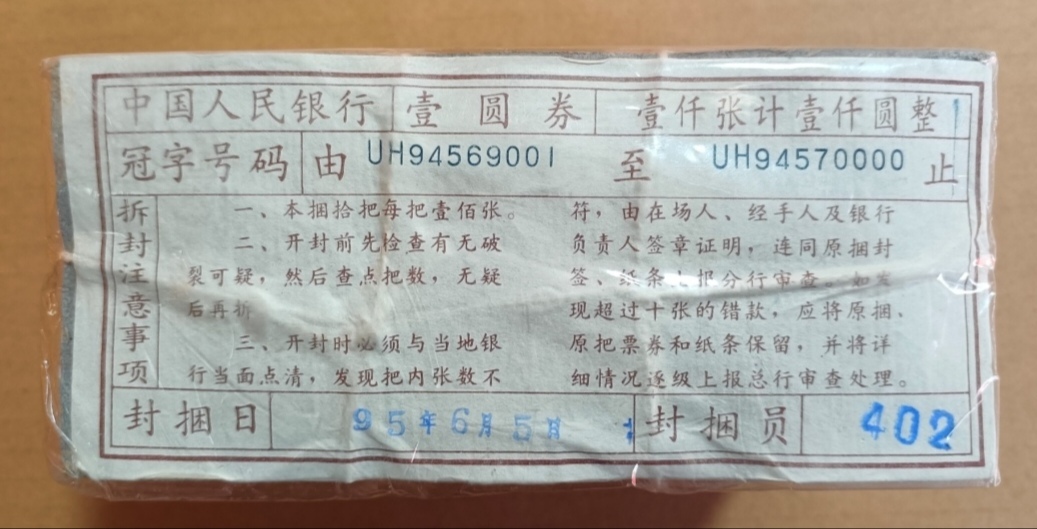 中国人民银行 壹圆券 壹仟张计壹仟圆整
冠字号码 由 UH94569001 至 UH94570000 止
拆封注意事项
一、本捆拾把每把壹佰张。
二、开封前先检查有无破
裂可疑，然后查点把数，无疑
后再拆
三、开封时必须与当地银
行当面点清，发现把内张数不
符，由在场人、经手人及银行
负责人签章证明，连同原捆封
签、纸条上报分行审查。如发
现超过十张的错款，应将原捆、
原把票券和纸条保留，并将详
细情况逐级上报总行审查处理。
封捆日 95年6月5日 封捆员 402